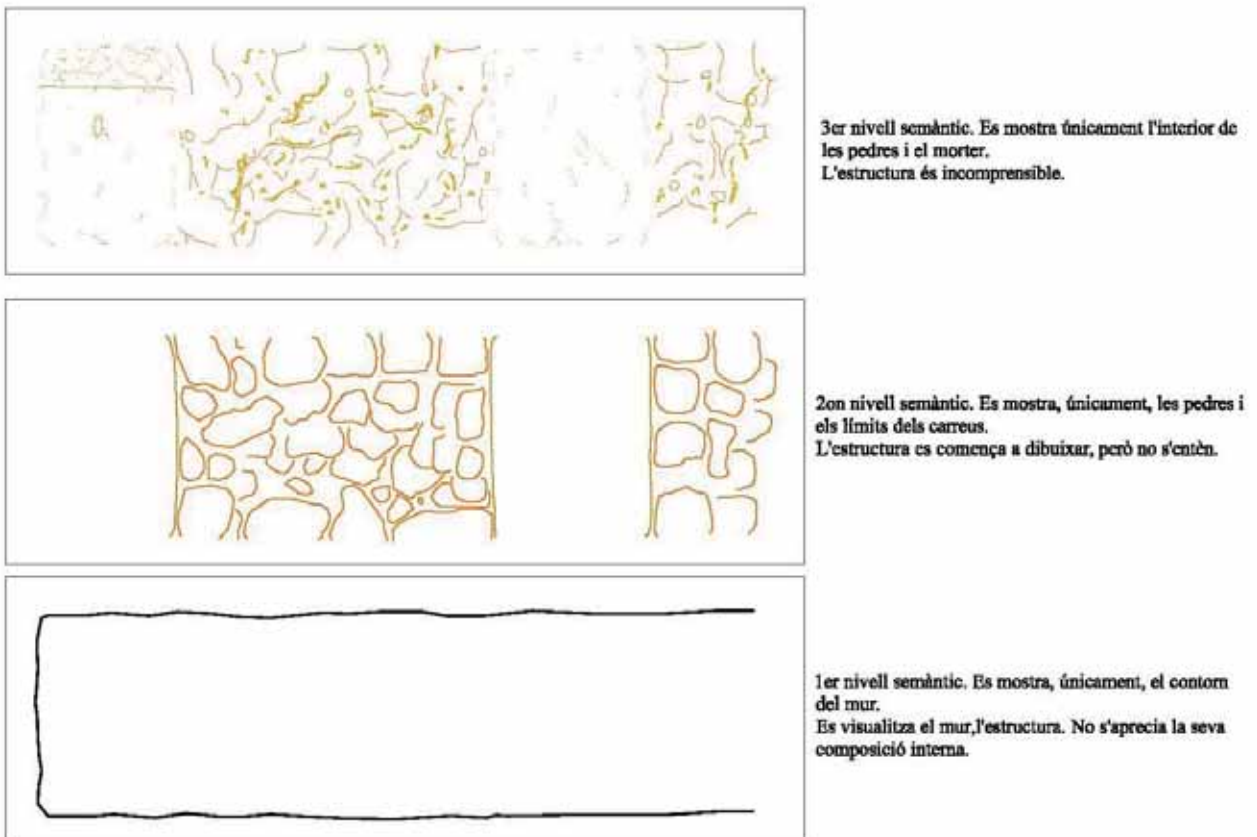 3er nivell semàntic. Es mostra únicament l'interior de
les pedres i el morter.
L'estructura és incomprensible.
2on nivell semàntic. Es mostra, únicament, les pedres i
els límits dels carreus.
L'estructura es comença a dibuixar, però no s'entèn.
1er nivell semàntic. Es mostra, únicament, el contorn
del mur.
Es visualitza el mur,l'estructura. No s'aprecia la seva
composició interna.